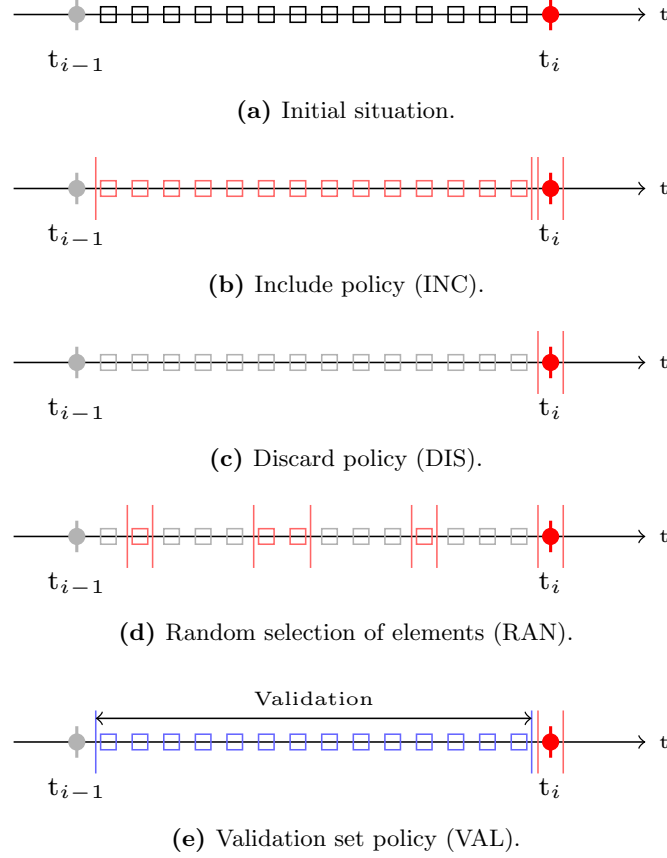 t
t_{i−1} t_i
(a) Initial situation.
t
t_{i−1} t_i
(b) Include policy (INC).
t
t_{i−1} t_i
(c) Discard policy (DIS).
t
t_{i−1} t_i
(d) Random selection of elements (RAN).
Validation
t
t_{i−1} t_i
(e) Validation set policy (VAL).